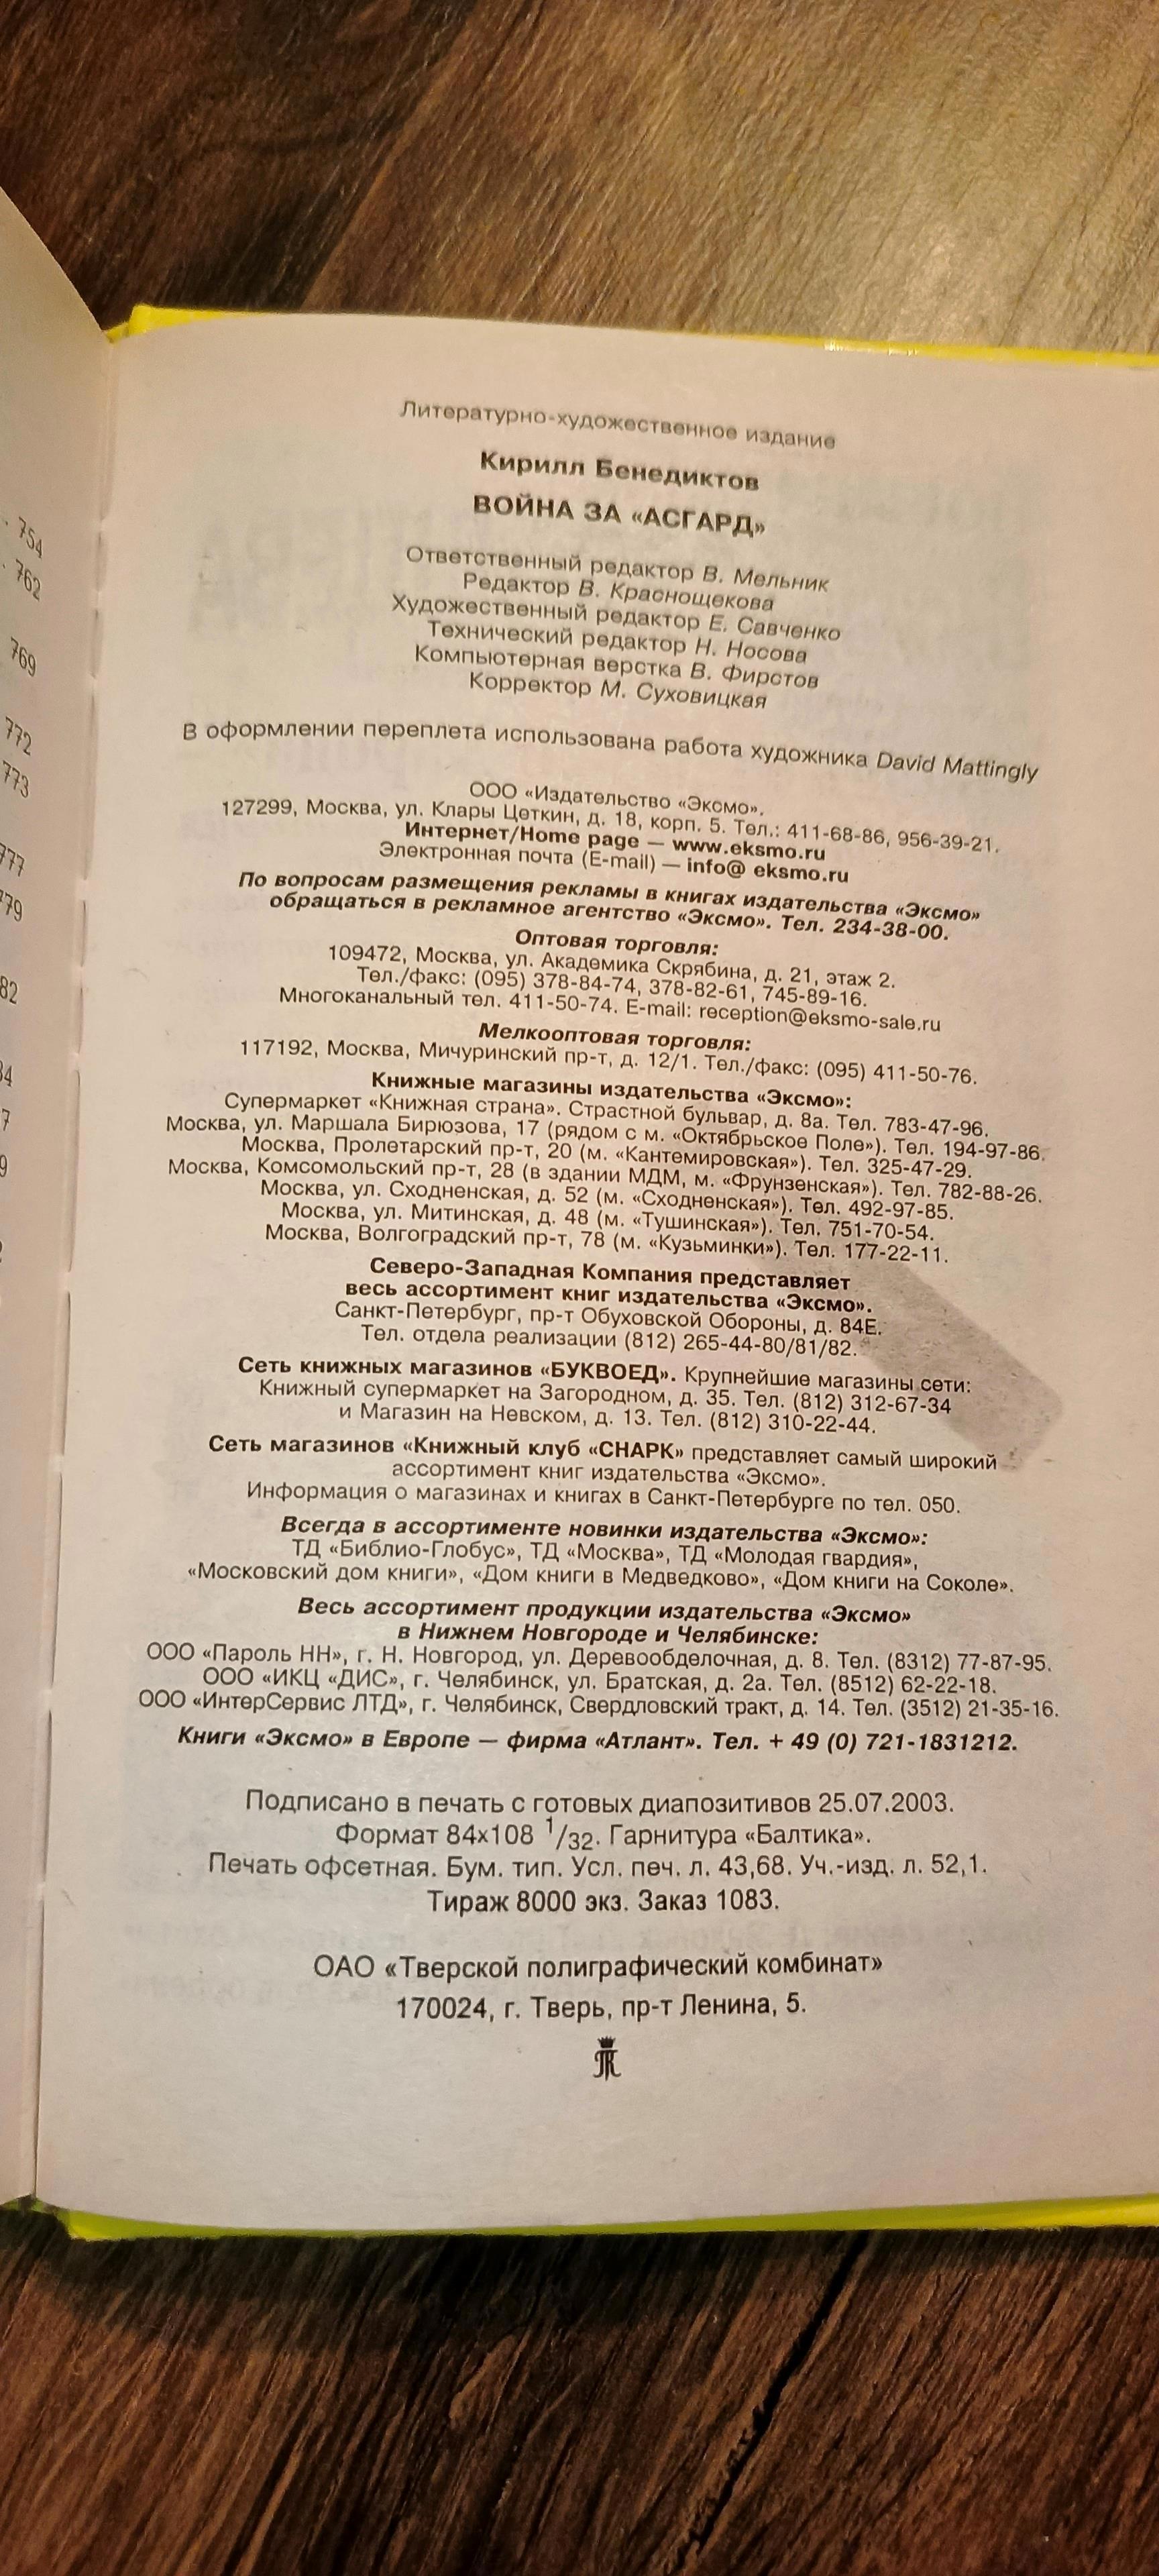 754
762
769
772
773
777
779
82
84
7
9
Литературно-художественное издание
Кирилл Бенедиктов
ВОЙНА ЗА «АСГАРД»
Ответственный редактор В. Мельник
Редактор В. Краснощекова
Художественный редактор Е. Савченко
Технический редактор Н. Носова
Компьютерная верстка В. Фирстов
Корректор М. Суховицкая
В оформлении переплета использована работа художника David Mattingly
ООО «Издательство «Эксмо».
127299, Москва, ул. Клары Цеткин, д. 18, корп. 5. Тел.: 411-68-86, 956-39-21.
Интернет/Home page — www.eksmo.ru
Электронная почта (E-mail) — info@ eksmo.ru
По вопросам размещения рекламы в книгах издательства «Эксмо»
обращаться в рекламное агентство «Эксмо». Тел. 234-38-00.
Оптовая торговля:
109472, Москва, ул. Академика Скрябина, д. 21, этаж 2.
Тел./факс: (095) 378-84-74, 378-82-61, 745-89-16.
Многоканальный тел. 411-50-74. E-mail: reception@eksmo-sale.ru
Мелкооптовая торговля:
117192, Москва, Мичуринский пр-т, д. 12/1. Тел./факс: (095) 411-50-76.
Книжные магазины издательства «Эксмо»:
Супермаркет «Книжная страна». Страстной бульвар, д. 8а. Тел. 783-47-96.
Москва, ул. Маршала Бирюзова, 17 (рядом с м. «Октябрьское Поле»). Тел. 194-97-86.
Москва, Пролетарский пр-т, 20 (м. «Кантемировская»). Тел. 325-47-29.
Москва, Комсомольский пр-т, 28 (в здании МДМ, м. «Фрунзенская»). Тел. 782-88-26.
Москва, ул. Сходненская, д. 52 (м. «Сходненская»). Тел. 492-97-85.
Москва, ул. Митинская, д. 48 (м. «Тушинская»). Тел. 751-70-54.
Москва, Волгоградский пр-т, 78 (м. «Кузьминки»). Тел. 177-22-11.
Северо-Западная Компания представляет
весь ассортимент книг издательства «Эксмо».
Санкт-Петербург, пр-т Обуховской Обороны, д. 84Е.
Тел. отдела реализации (812) 265-44-80/81/82.
Сеть книжных магазинов «БУКВОЕД». Крупнейшие магазины сети:
Книжный супермаркет на Загородном, д. 35. Тел. (812) 312-67-34
и Магазин на Невском, д. 13. Тел. (812) 310-22-44.
Сеть магазинов «Книжный клуб «СНАРК» представляет самый широкий
ассортимент книг издательства «Эксмо».
Информация о магазинах и книгах в Санкт-Петербурге по тел. 050.
Всегда в ассортименте новинки издательства «Эксмо»:
ТД «Библио-Глобус», ТД «Москва», ТД «Молодая гвардия»,
«Московский дом книги», «Дом книги в Медведково», «Дом книги на Соколе».
Весь ассортимент продукции издательства «Эксмо»
в Нижнем Новгороде и Челябинске:
ООО «Пароль НН», г. Н. Новгород, ул. Деревообделочная, д. 8. Тел. (8312) 77-87-95.
ООО «ИКЦ «ДИС», г. Челябинск, ул. Братская, д. 2а. Тел. (8512) 62-22-18.
ООО «ИнтерСервис ЛТД», г. Челябинск, Свердловский тракт, д. 14. Тел. (3512) 21-35-16.
Книги «Эксмо» в Европе — фирма «Атлант». Тел. + 49 (0) 721-1831212.
Подписано в печать с готовых диапозитивов 25.07.2003.
Формат 84х108 1/32. Гарнитура «Балтика».
Печать офсетная. Бум. тип. Усл. печ. л. 43,68. Уч.-изд. л. 52,1.
Тираж 8000 экз. Заказ 1083.
ОАО «Тверской полиграфический комбинат»
170024, г. Тверь, пр-т Ленина, 5.